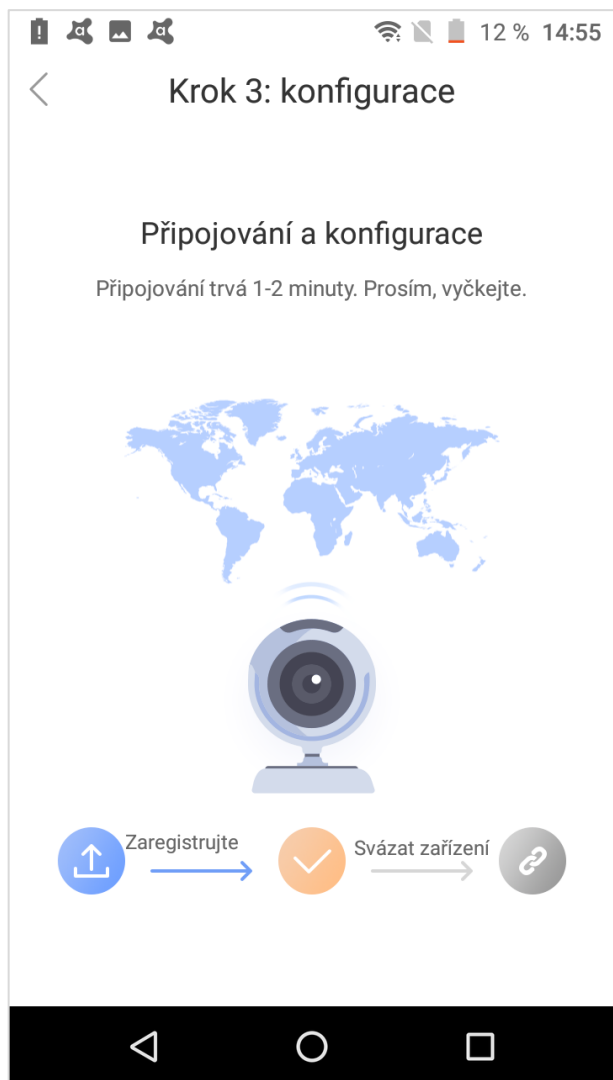 12 % 14:55
Krok 3: konfigurace
Připojování a konfigurace
Připojování trvá 1-2 minuty. Prosím, vyčkejte.
Zaregistrujte
Svázat zařízení